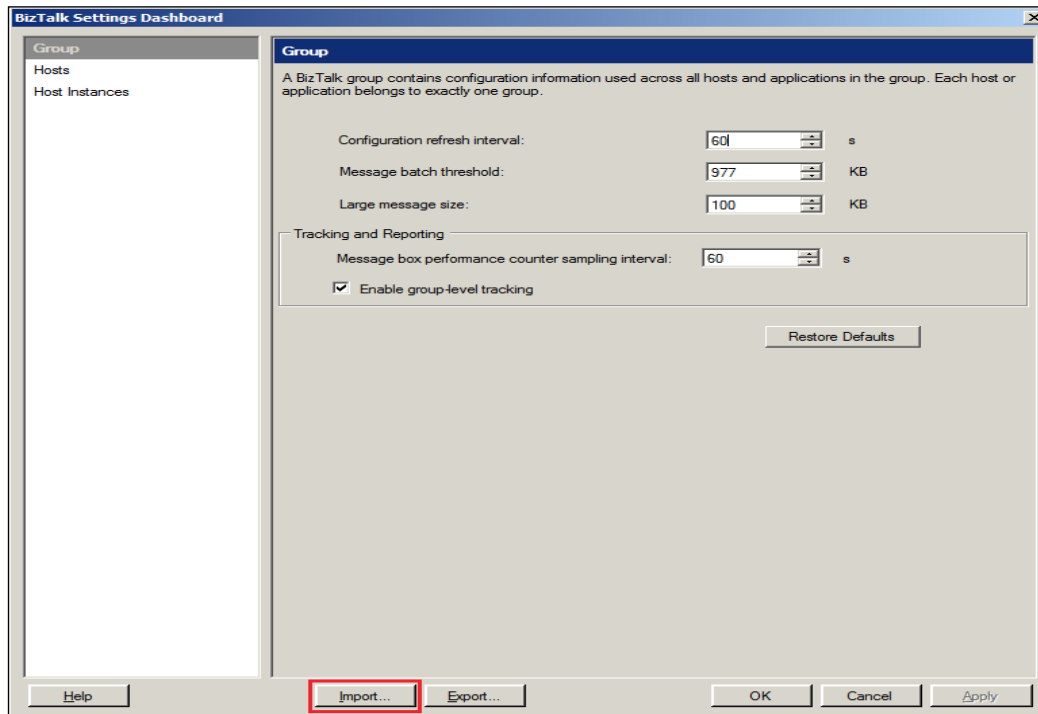 BizTalk Settings Dashboard
Group
Hosts
Host Instances
Group
A BizTalk group contains configuration information used across all hosts and applications in the group. Each host or
application belongs to exactly one group.
Configuration refresh interval: 60 s
Message batch threshold: 977 KB
Large message size: 100 KB
Tracking and Reporting
Message box performance counter sampling interval: 60 s
Enable group-level tracking
Restore Defaults
Help Import... Export... OK Cancel Apply